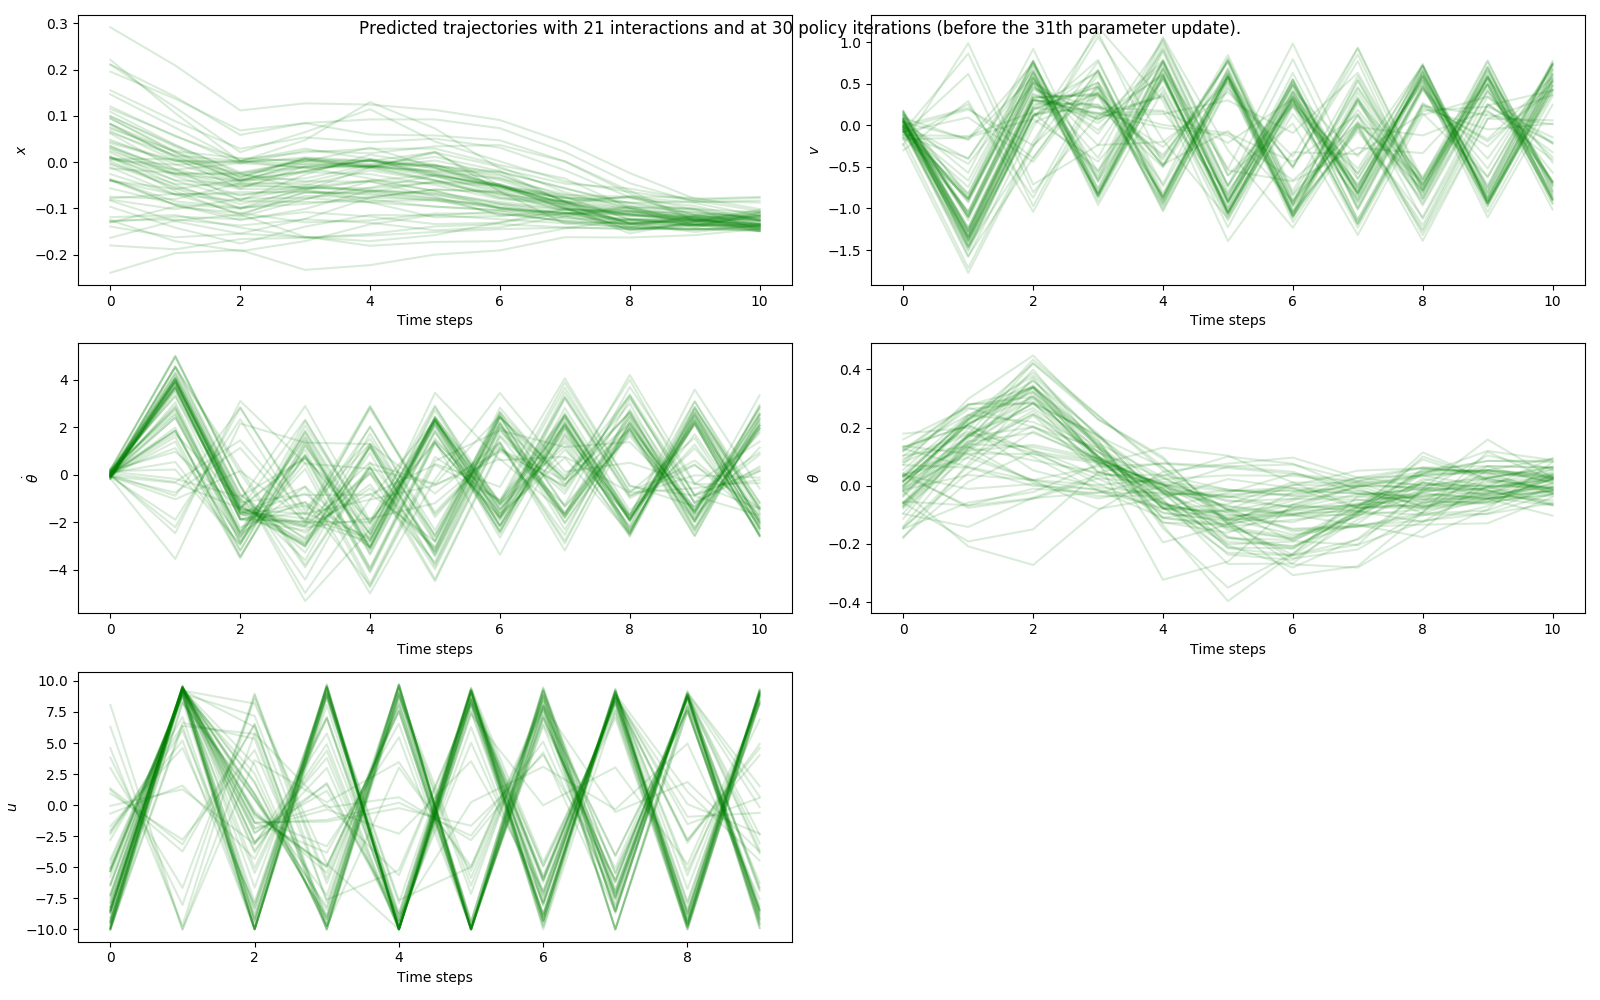 Predicted trajectories with 21 interactions and at 30 policy iterations (before the 31th parameter update).
0.3
0.2
0.1
0.0
−0.1
−0.2
x
0 2 4 6 8 10
Time steps
1.0
0.5
0.0
−0.5
−1.0
−1.5
v
0 2 4 6 8 10
Time steps
4
2
0
−2
−4
θ̇
0 2 4 6 8 10
Time steps
0.4
0.2
0.0
−0.2
−0.4
θ
0 2 4 6 8 10
Time steps
10.0
7.5
5.0
2.5
0.0
−2.5
−5.0
−7.5
−10.0
u
0 2 4 6 8
Time steps